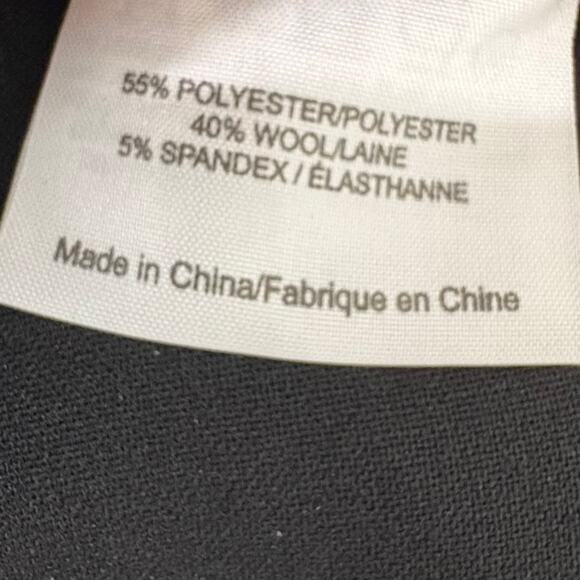 55% POLYESTER/POLYESTER
40% WOOL/LAINE
5% SPANDEX / ÉLASTHANNE
Made in China/Fabrique en Chine